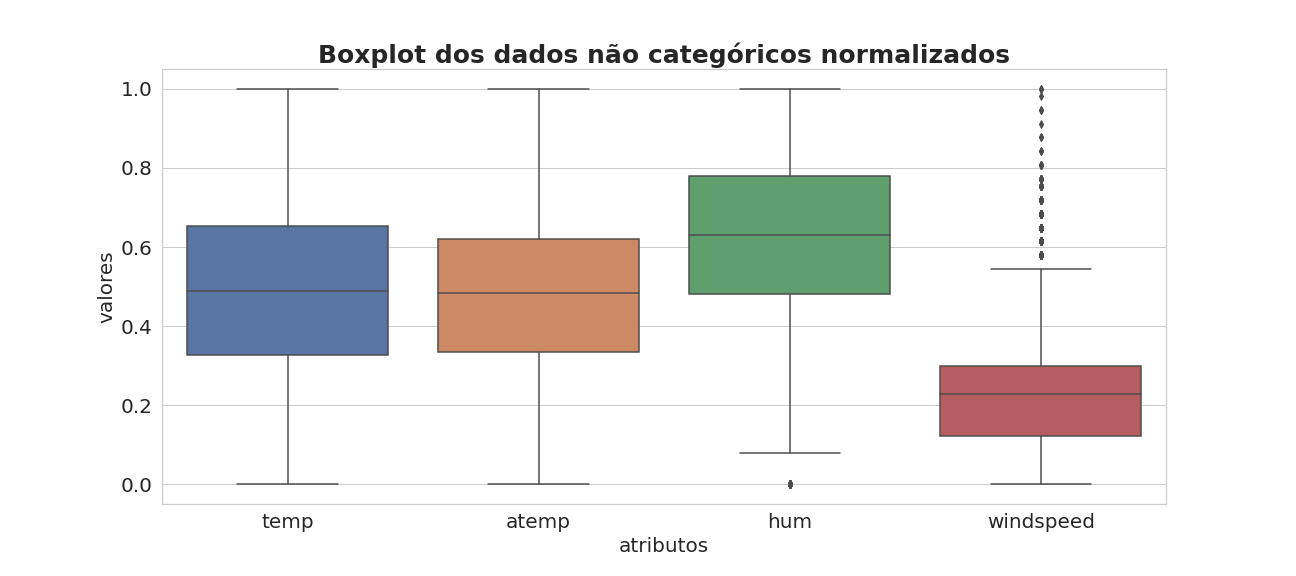 Boxplot dos dados não categóricos normalizados
1.0
0.8
0.6
0.4
0.2
0.0
valores
temp atemp hum windspeed
atributos